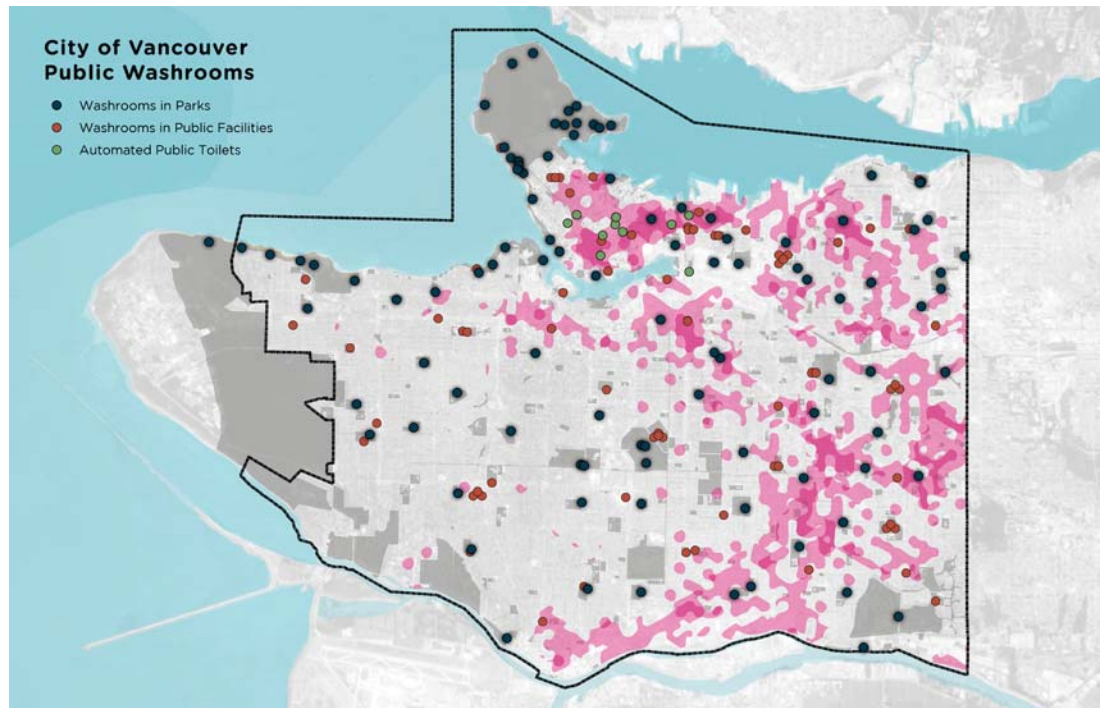 City of Vancouver
Public Washrooms
Washrooms in Parks
Washrooms in Public Facilities
Automated Public Toilets